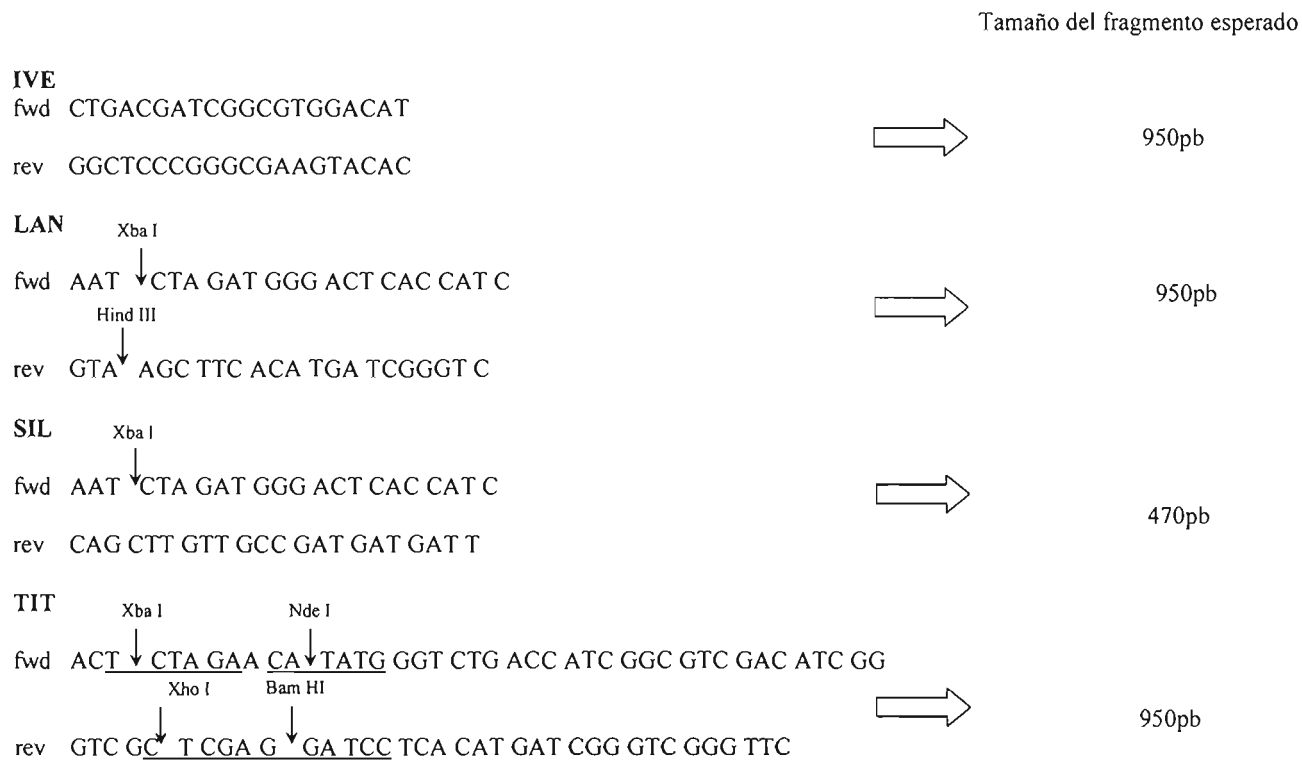 Tamaño del fragmento esperado
IVE
fwd CTGACGATCGGCGTGGACAT
950pb
rev GGCTCCCGGGCGAAGTACAC
LAN
Xba I
fwd AAT CTA GAT GGG ACT CAC CAT C
950pb
Hind III
rev GTA AGC TTC ACA TGA TCGGGT C
SIL
Xba I
fwd AAT CTA GAT GGG ACT CAC CAT C
470pb
rev CAG CTT GTT GCC GAT GAT GAT T
TIT
Xba I Nde I
fwd ACT CTA GAA CA TATG GGT CTG ACC ATC GGC GTC GAC ATC GG
Xho I Bam HI
950pb
rev GTC GC T CGA G GA TCC TCA CAT GAT CGG GTC GGG TTC